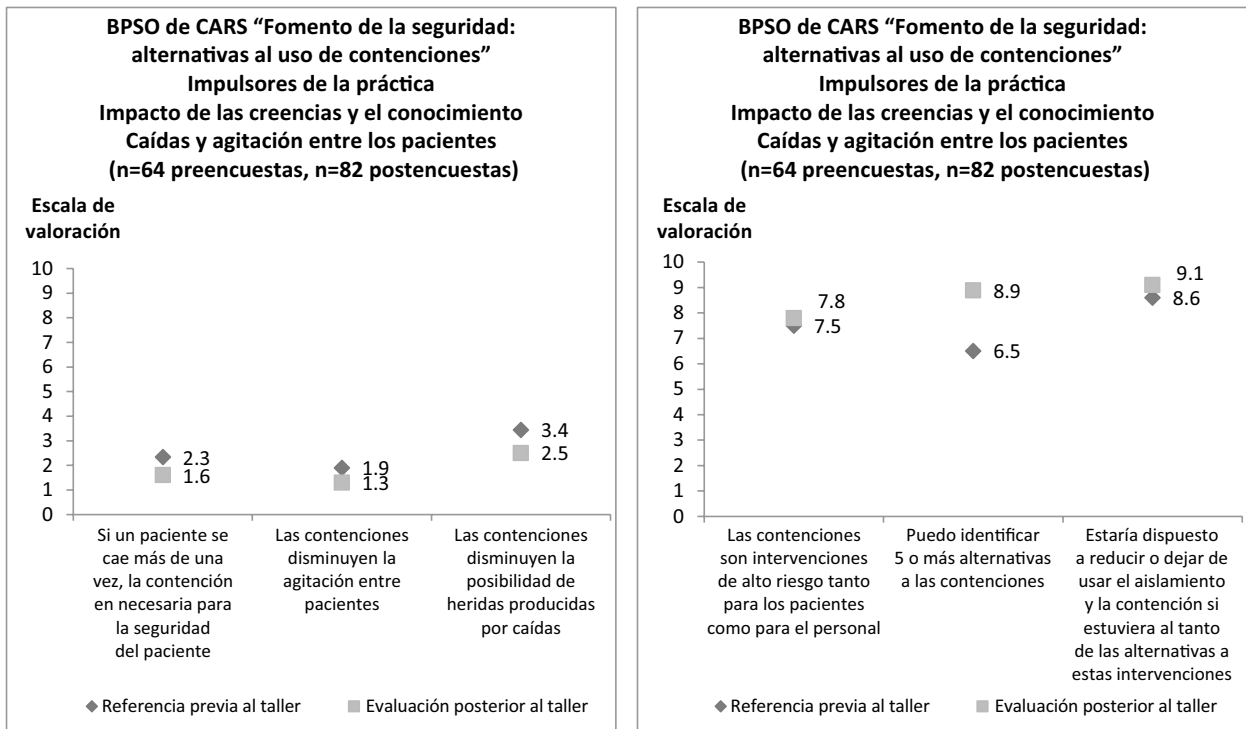 BPSO de CARS “Fomento de la seguridad:
alternativas al uso de contenciones”
Impulsores de la práctica
Impacto de las creencias y el conocimiento
Caídas y agitación entre los pacientes
(n=64 preencuestas, n=82 postencuestas)
Escala de
valoración
10
9
8
7
6
5
4
3
2
1
0
2.3
1.6
1.9
1.3
3.4
2.5
Si un paciente se
cae más de una
vez, la contención
en necesaria para
la seguridad
del paciente
Las contenciones
disminuyen la
agitación entre
pacientes
Las contenciones
disminuyen la
posibilidad de
heridas producidas
por caídas
Referencia previa al taller
Evaluación posterior al taller
BPSO de CARS “Fomento de la seguridad:
alternativas al uso de contenciones”
Impulsores de la práctica
Impacto de las creencias y el conocimiento
Caídas y agitación entre los pacientes
(n=64 preencuestas, n=82 postencuestas)
Escala de
valoración
10
9
8
7
6
5
4
3
2
1
0
7.8
7.5
8.9
6.5
9.1
8.6
Las contenciones
son intervenciones
de alto riesgo tanto
para los pacientes
como para el personal
Puedo identificar
5 o más alternativas
a las contenciones
Estaría dispuesto
a reducir o dejar de
usar el aislamiento
y la contención si
estuviera al tanto
de las alternativas a
estas intervenciones
Referencia previa al taller
Evaluación posterior al taller